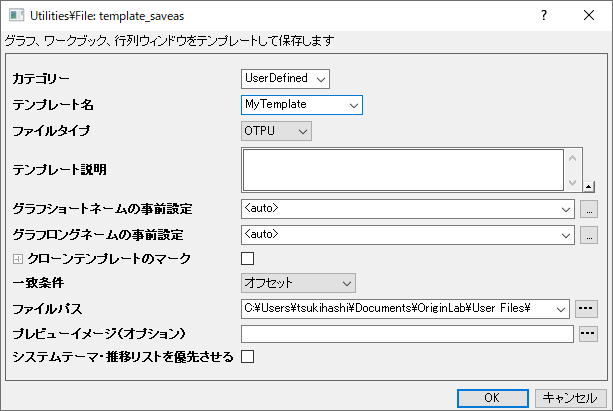 Utilities¥File: template_saveas
グラフ、ワークブック、行列ウィンドウをテンプレートして保存します
カテゴリー UserDefined
テンプレート名 MyTemplate
ファイルタイプ OTPU
テンプレート説明
グラフショートネームの事前設定 <auto> ...
グラフロングネームの事前設定 <auto> ...
クローンテンプレートのマーク
一致条件 オフセット
ファイルパス C:¥Users¥tsukihashi¥Documents¥OriginLab¥User Files¥ ...
プレビューイメージ(オプション) ...
システムテーマ・推移リストを優先させる
OK キャンセル